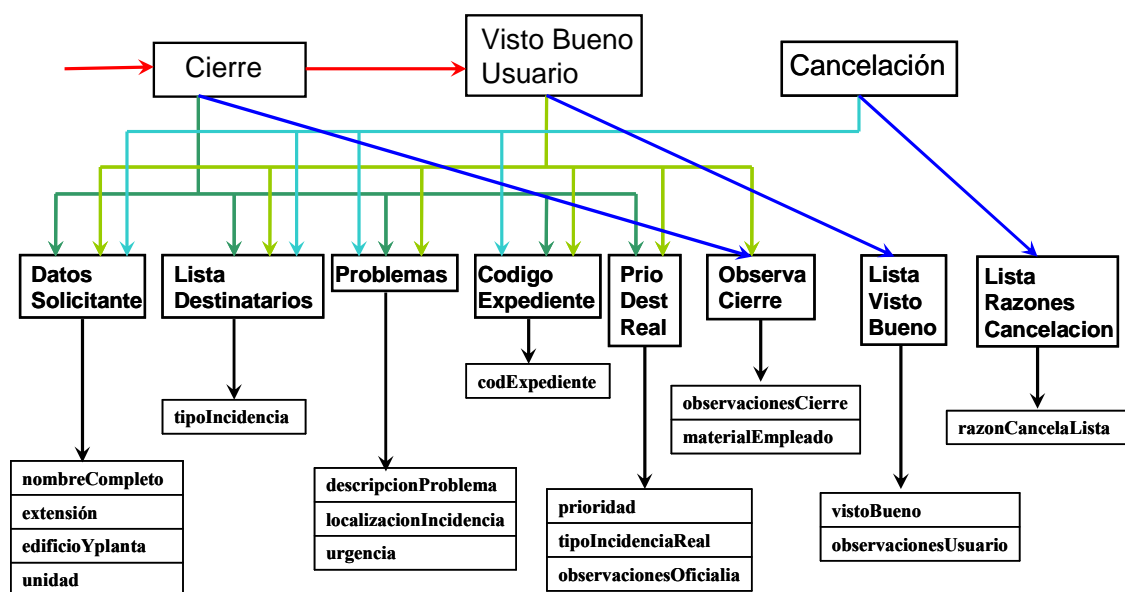 Cierre
Visto Bueno
Usuario
Cancelación
Datos
Solicitante
Lista
Destinatarios
Problemas
Codigo
Expediente
Prio
Dest
Real
Observa
Cierre
Lista
Visto
Bueno
Lista
Razones
Cancelacion
codExpediente
tipoIncidencia
observacionesCierre
materialEmpleado
razonCancelaLista
nombreCompleto
extensión
edificioYplanta
unidad
descripcionProblema
localizacionIncidencia
urgencia
prioridad
tipoIncidenciaReal
observacionesOficialia
vistoBueno
observacionesUsuario